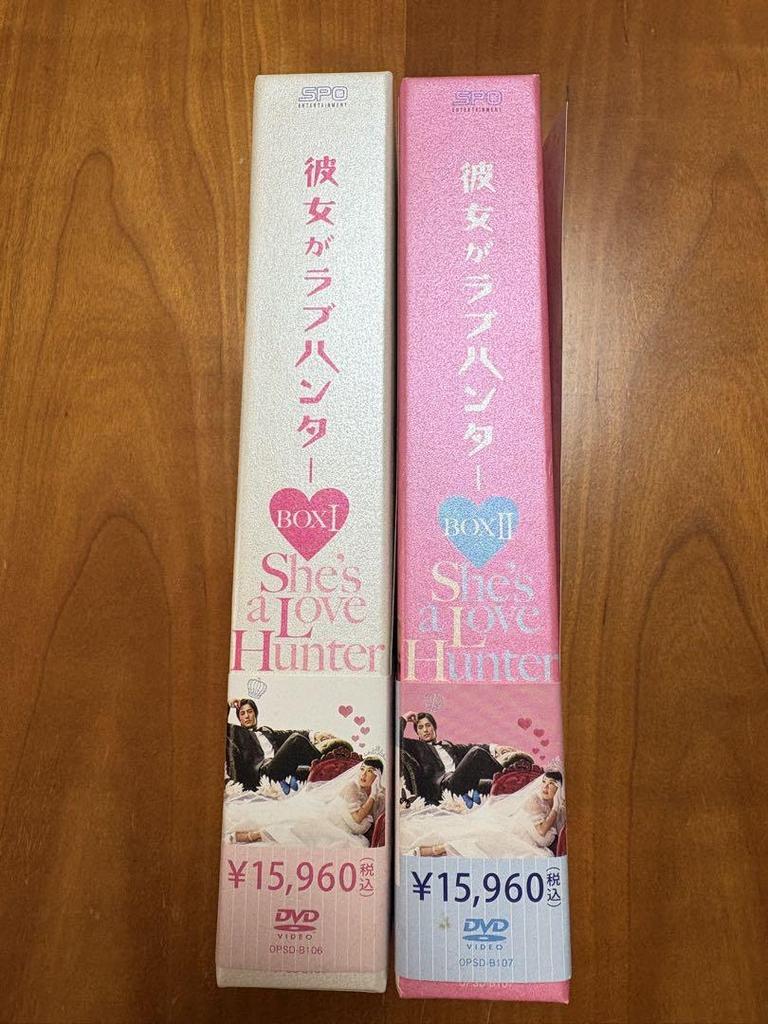 SPO
ENTERTAINMENT
彼女がラブハンター
BOX I
She's
a Love
Hunter
¥15,960(税込)
DVD
VIDEO
OPSD-B106
SPO
ENTERTAINMENT
彼女がラブハンター
BOX II
She's
a Love
Hunter
¥15,960(税込)
DVD
VIDEO
OPSD-B107
OPSD-B107